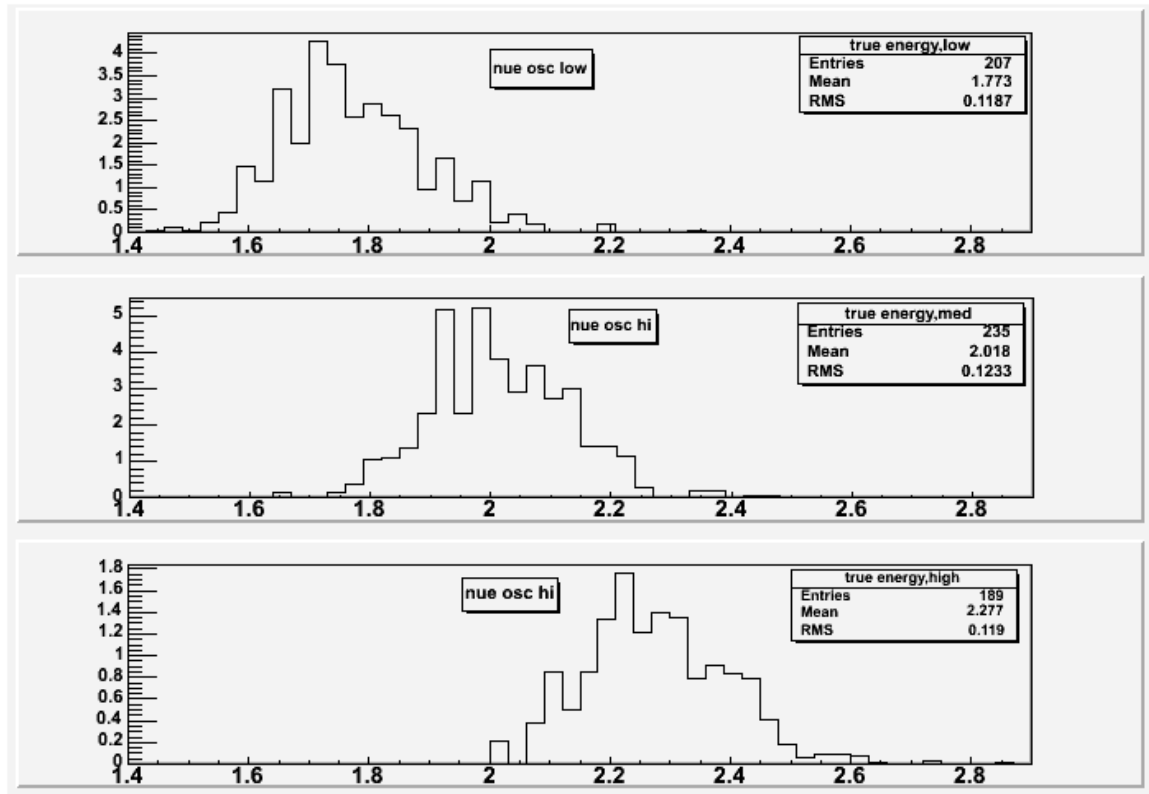 4
3.5
3
2.5
2
1.5
1
0.5
0
nue osc low
true energy,low
Entries 207
Mean 1.773
RMS 0.1187
1.4 1.6 1.8 2 2.2 2.4 2.6 2.8
5
4
3
2
1
0
nue osc hi
true energy,med
Entries 235
Mean 2.018
RMS 0.1233
1.4 1.6 1.8 2 2.2 2.4 2.6 2.8
1.8
1.6
1.4
1.2
1
0.8
0.6
0.4
0.2
0
nue osc hi
true energy,high
Entries 189
Mean 2.277
RMS 0.119
1.4 1.6 1.8 2 2.2 2.4 2.6 2.8